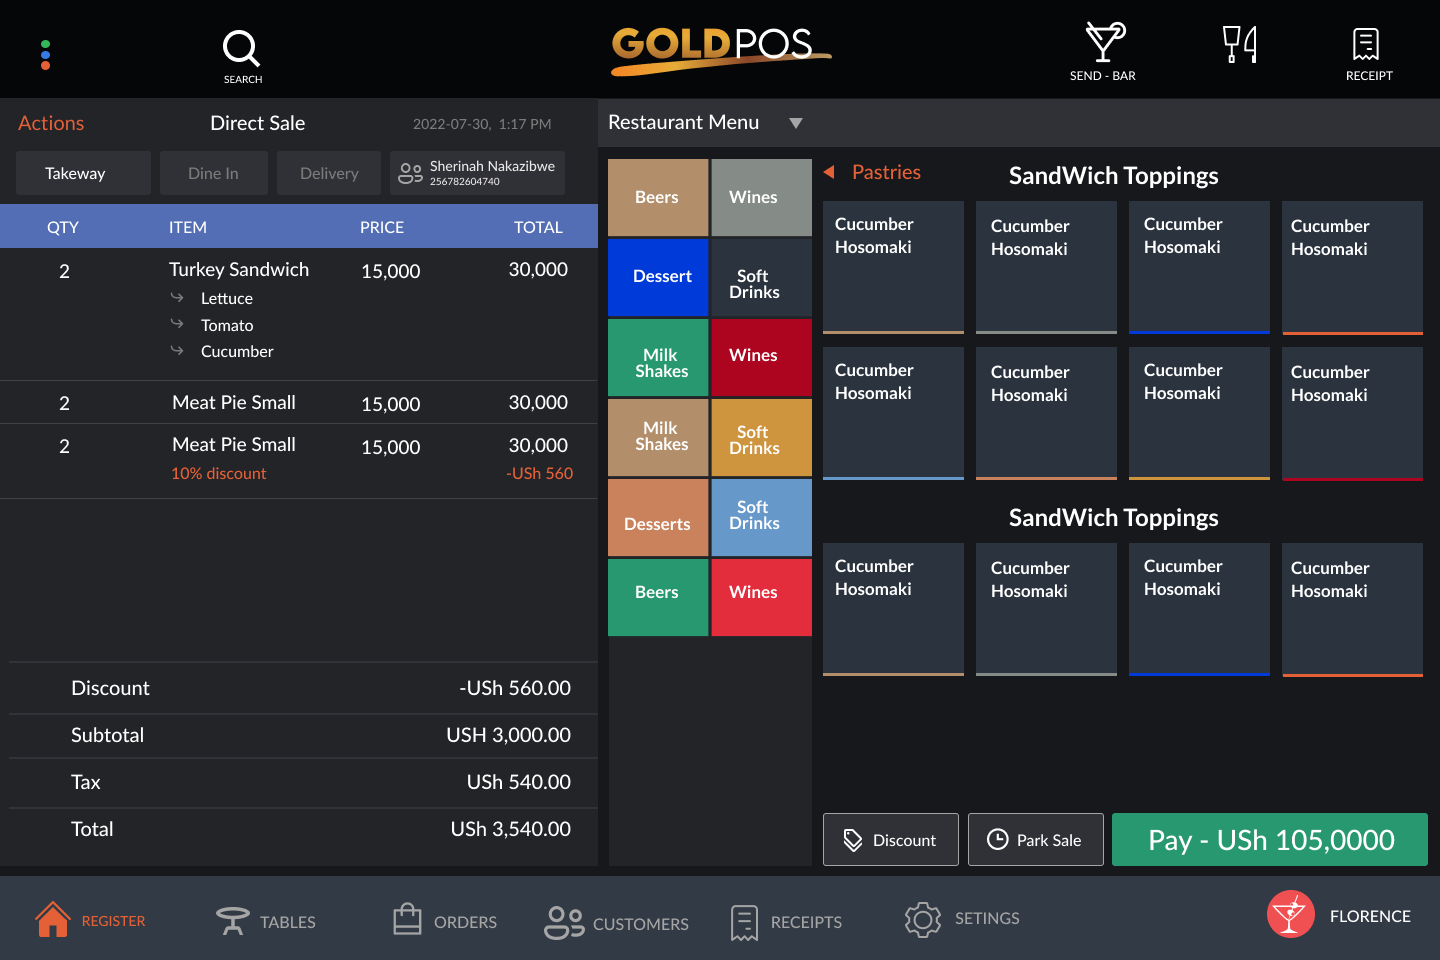 SEARCH
GOLDPOS
SEND - BAR
RECEIPT
Actions
Direct Sale
2022-07-30, 1:17 PM
Takeway
Dine In
Delivery
Sherinah Nakazibwe
256782604740
QTY ITEM PRICE TOTAL
2 Turkey Sandwich 15,000 30,000
Lettuce
Tomato
Cucumber
2 Meat Pie Small 15,000 30,000
2 Meat Pie Small 15,000 30,000
10% discount -USh 560
Discount -USh 560.00
Subtotal USH 3,000.00
Tax USh 540.00
Total USh 3,540.00
Restaurant Menu
Beers
Wines
Dessert
Soft
Drinks
Milk
Shakes
Wines
Milk
Shakes
Soft
Drinks
Desserts
Soft
Drinks
Beers
Wines
Pastries
SandWich Toppings
Cucumber
Hosomaki
Cucumber
Hosomaki
Cucumber
Hosomaki
Cucumber
Hosomaki
Cucumber
Hosomaki
Cucumber
Hosomaki
Cucumber
Hosomaki
Cucumber
Hosomaki
SandWich Toppings
Cucumber
Hosomaki
Cucumber
Hosomaki
Cucumber
Hosomaki
Cucumber
Hosomaki
Discount
Park Sale
Pay - USh 105,0000
REGISTER
TABLES
ORDERS
CUSTOMERS
RECEIPTS
SETINGS
FLORENCE